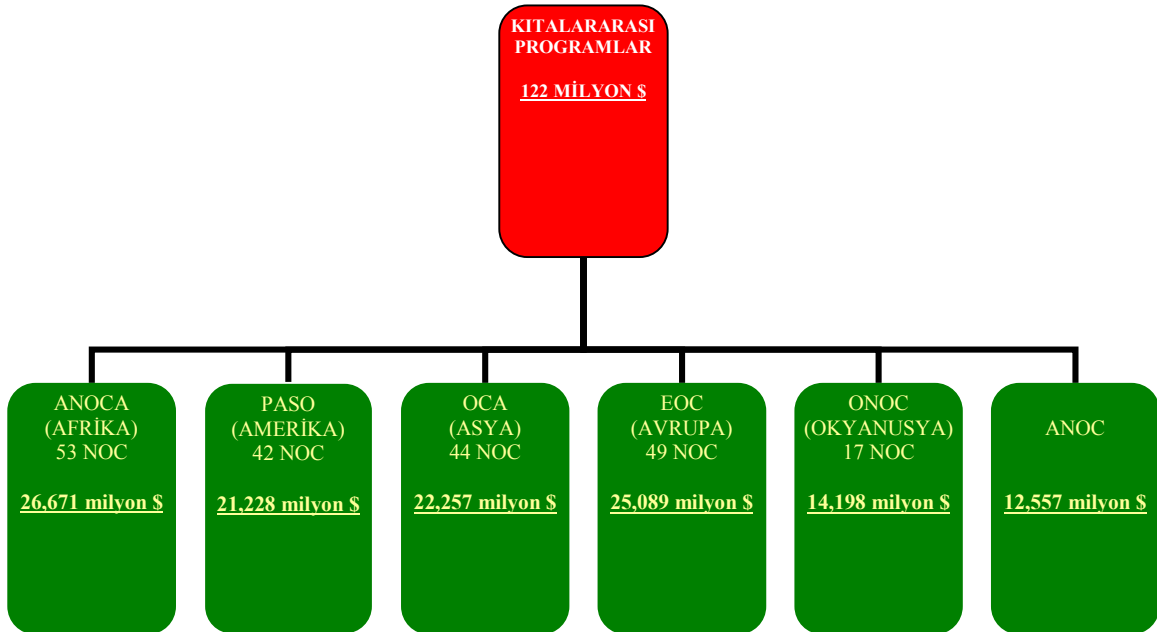 KITALARARASI
PROGRAMLAR
122 MİLYON $
ANOCA
(AFRİKA)
53 NOC
26,671 milyon $
PASO
(AMERİKA)
42 NOC
21,228 milyon $
OCA
(ASYA)
44 NOC
22,257 milyon $
EOC
(AVRUPA)
49 NOC
25,089 milyon $
ONOC
(OKYANUSYA)
17 NOC
14,198 milyon $
ANOC
12,557 milyon $